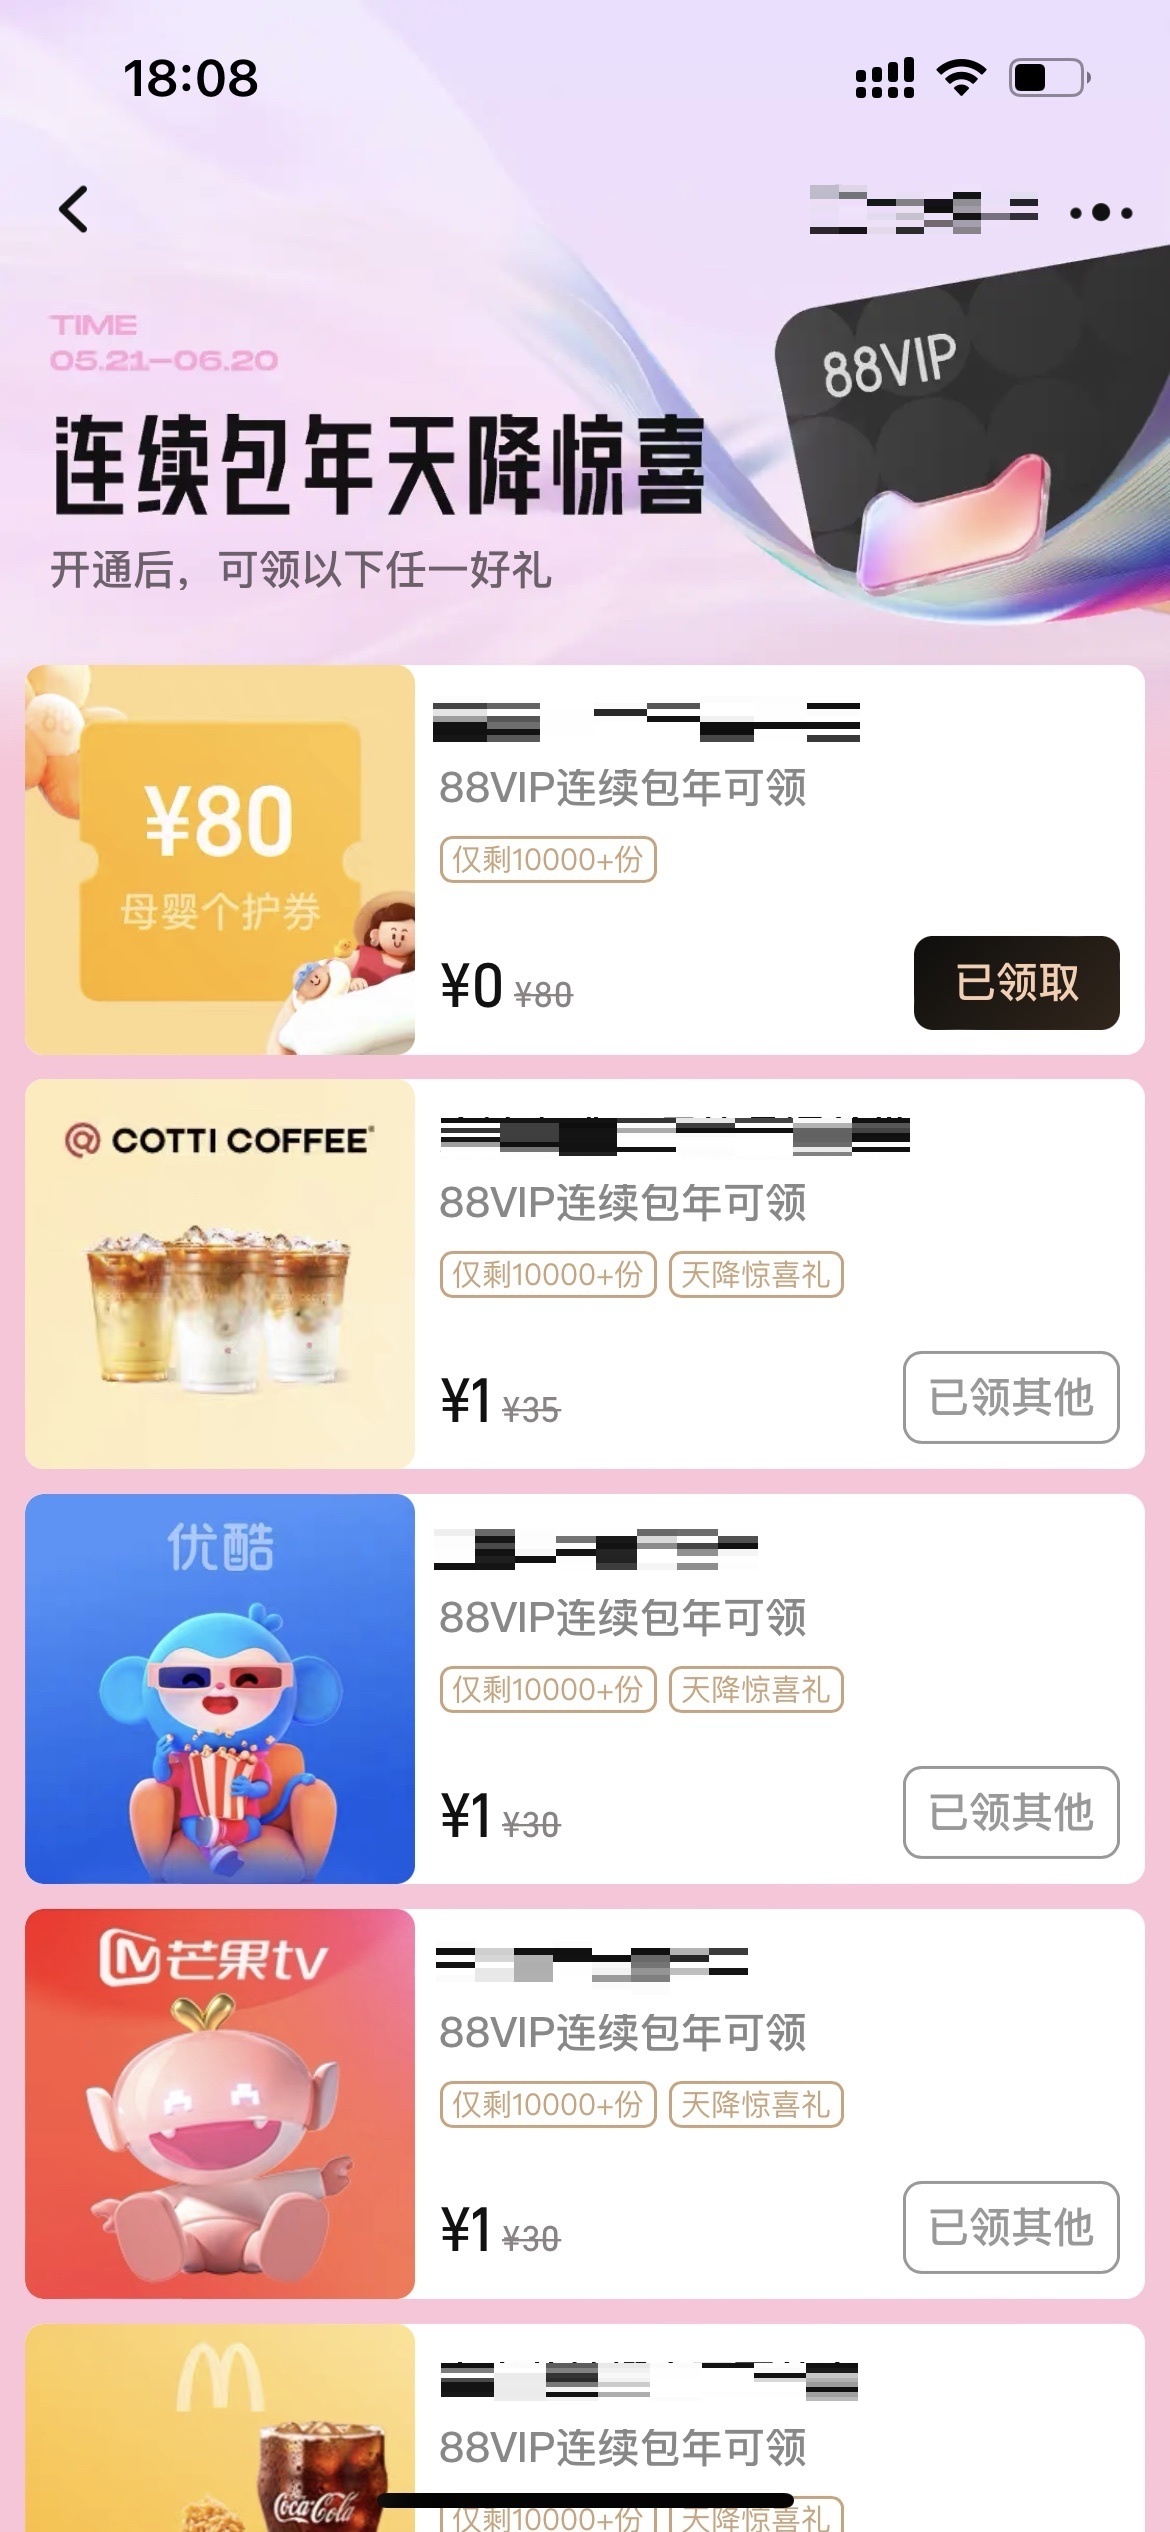 18:08
TIME
05.21—06.20
连续包年天降惊喜
开通后，可领以下任一好礼
88VIP
¥80
母婴个护券
88VIP连续包年可领
仅剩10000+份
¥0 ¥80
已领取
COTTI COFFEE
88VIP连续包年可领
仅剩10000+份 天降惊喜礼
¥1 ¥35
已领其他
优酷
88VIP连续包年可领
仅剩10000+份 天降惊喜礼
¥1 ¥30
已领其他
芒果tv
88VIP连续包年可领
仅剩10000+份 天降惊喜礼
¥1 ¥30
已领其他
88VIP连续包年可领
Coca-Cola
仅剩10000+份 天降惊喜礼